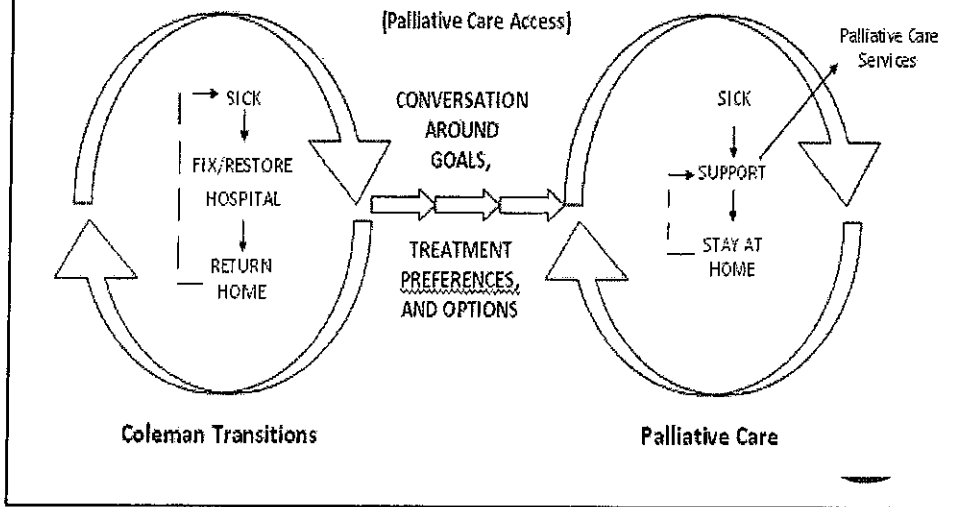 (Palliative Care Access)
SICK
FIX/RESTORE
HOSPITAL
RETURN
HOME
CONVERSATION
AROUND
GOALS,
TREATMENT
PREFERENCES,
AND OPTIONS
Palliative Care
Services
SICK
SUPPORT
STAY AT
HOME
Coleman Transitions
Palliative Care